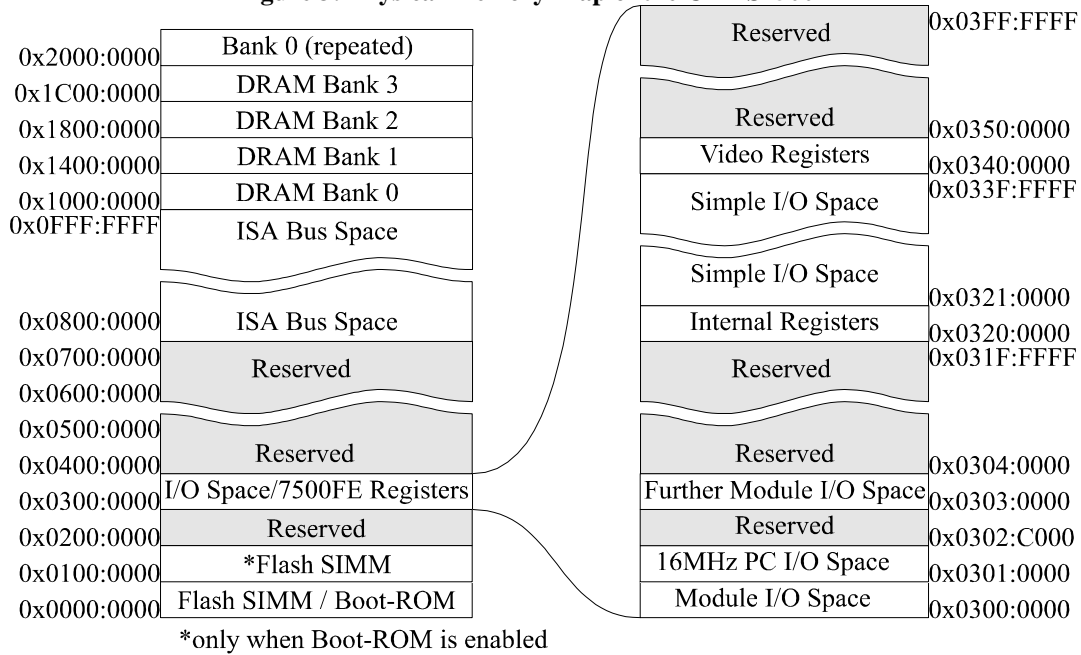 Bank 0 (repeated)
0x2000:0000
DRAM Bank 3
0x1C00:0000
DRAM Bank 2
0x1800:0000
DRAM Bank 1
0x1400:0000
DRAM Bank 0
0x1000:0000
0x0FFF:FFFF
ISA Bus Space
ISA Bus Space
0x0800:0000
0x0700:0000
Reserved
0x0600:0000
0x0500:0000
Reserved
0x0400:0000
I/O Space/7500FE Registers
0x0300:0000
Reserved
0x0200:0000
*Flash SIMM
0x0100:0000
Flash SIMM / Boot-ROM
0x0000:0000
*only when Boot-ROM is enabled
0x03FF:FFFF
Reserved
Reserved
0x0350:0000
Video Registers
0x0340:0000
0x033F:FFFF
Simple I/O Space
Simple I/O Space
0x0321:0000
Internal Registers
0x0320:0000
0x031F:FFFF
Reserved
Reserved
0x0304:0000
Further Module I/O Space
0x0303:0000
Reserved
0x0302:C000
16MHz PC I/O Space
0x0301:0000
Module I/O Space
0x0300:0000